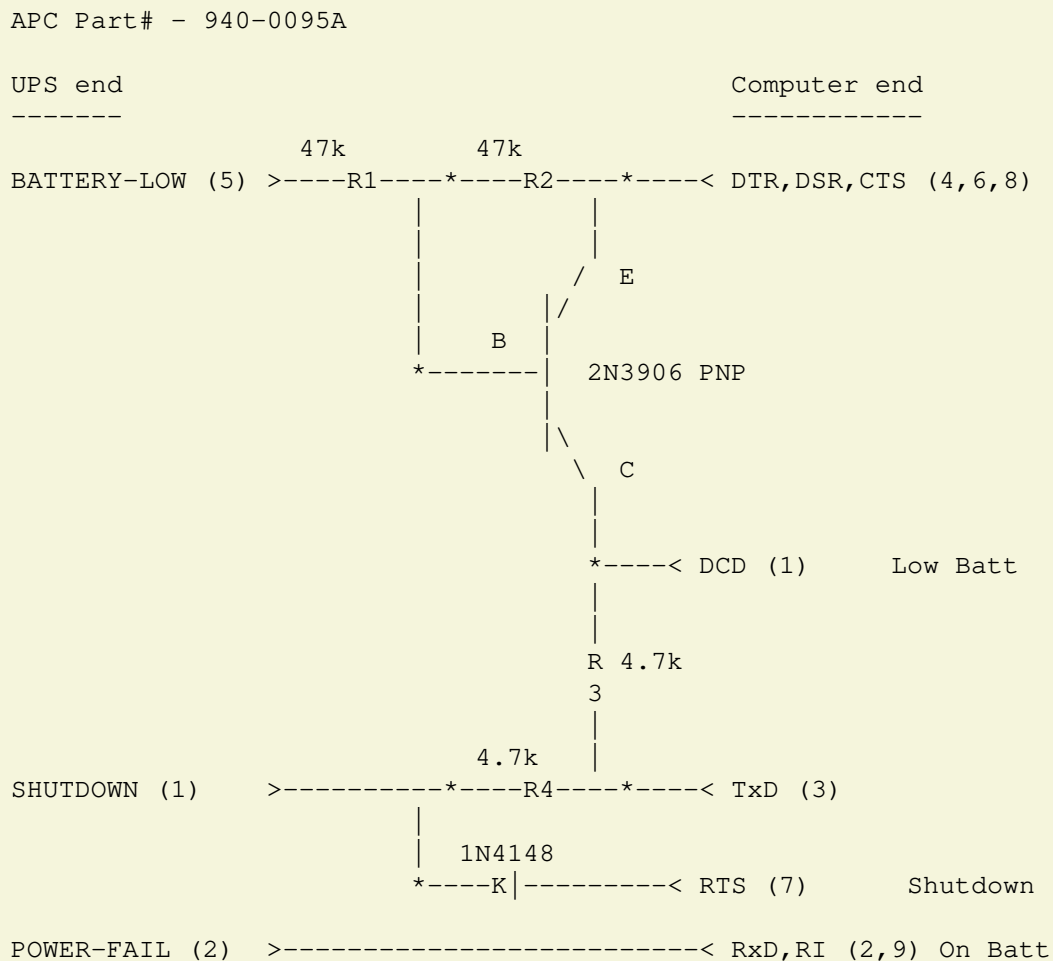 APC Part# - 940-0095A
UPS end Computer end
------- ------------
47k 47k
BATTERY-LOW (5) >----R1----*----R2----*----< DTR,DSR,CTS (4,6,8)
| |
| |
| / E
| |/
| B |
*-------| 2N3906 PNP
|
|\
\ C
|
|
*----< DCD (1) Low Batt
|
|
R 4.7k
3
|
4.7k |
SHUTDOWN (1) >----------*----R4----*----< TxD (3)
|
| 1N4148
*----K|---------< RTS (7) Shutdown
POWER-FAIL (2) >--------------------------< RxD,RI (2,9) On Batt